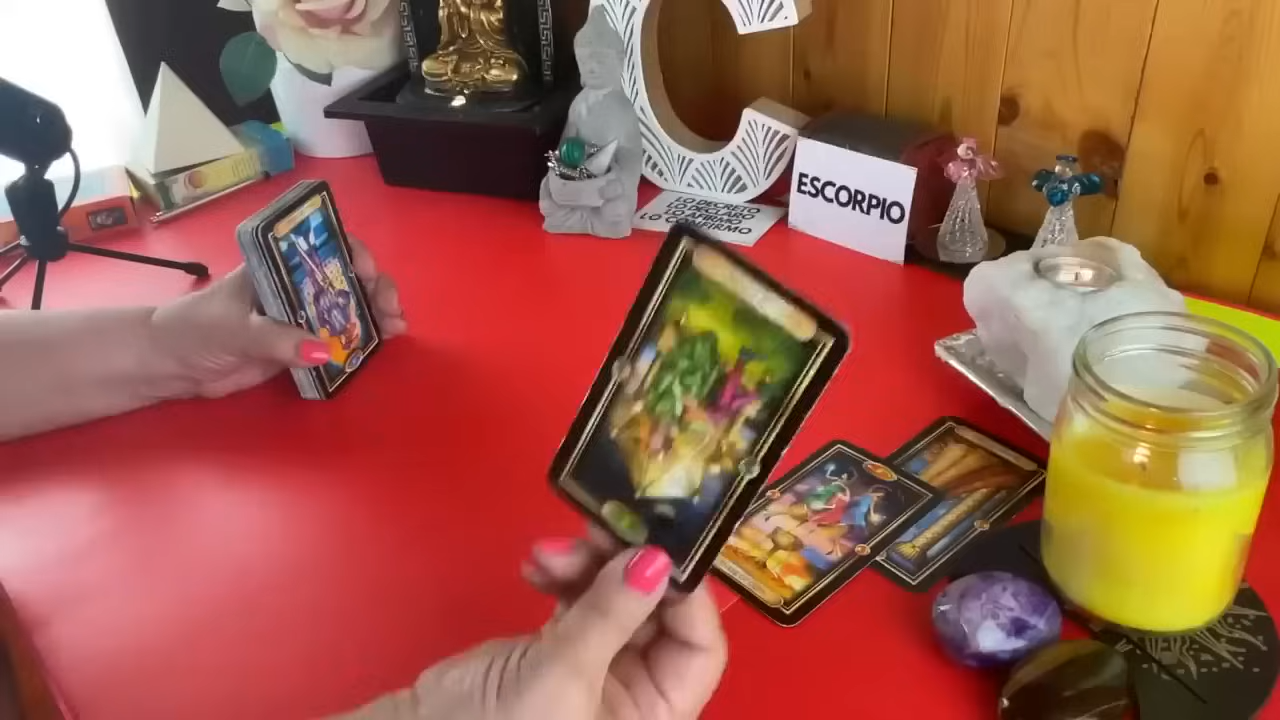 ESCORPIO
LO DECRETO
LO DECLARO
LO AFIRMO
LO CONFIRMO